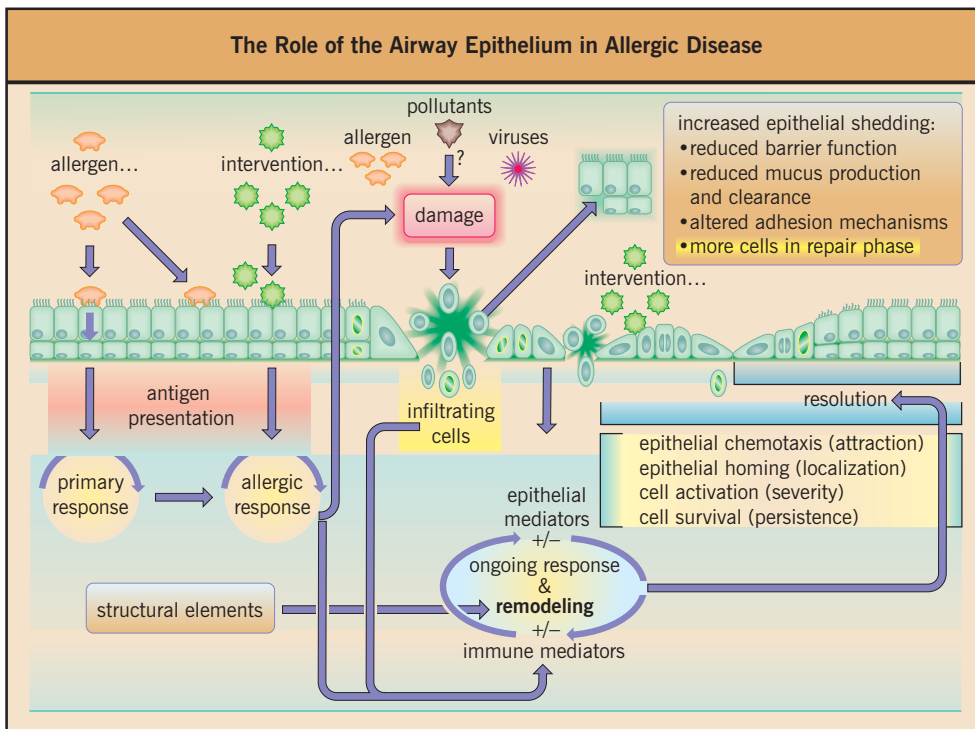 The Role of the Airway Epithelium in Allergic Disease
allergen…
intervention…
allergen
pollutants
?
viruses
damage
increased epithelial shedding:
•reduced barrier function
•reduced mucus production
and clearance
•altered adhesion mechanisms
•more cells in repair phase
intervention…
antigen
presentation
infiltrating
cells
resolution
epithelial chemotaxis (attraction)
epithelial homing (localization)
cell activation (severity)
cell survival (persistence)
primary
response
allergic
response
epithelial
mediators
+/–
ongoing response
&
remodeling
+/–
immune mediators
structural elements